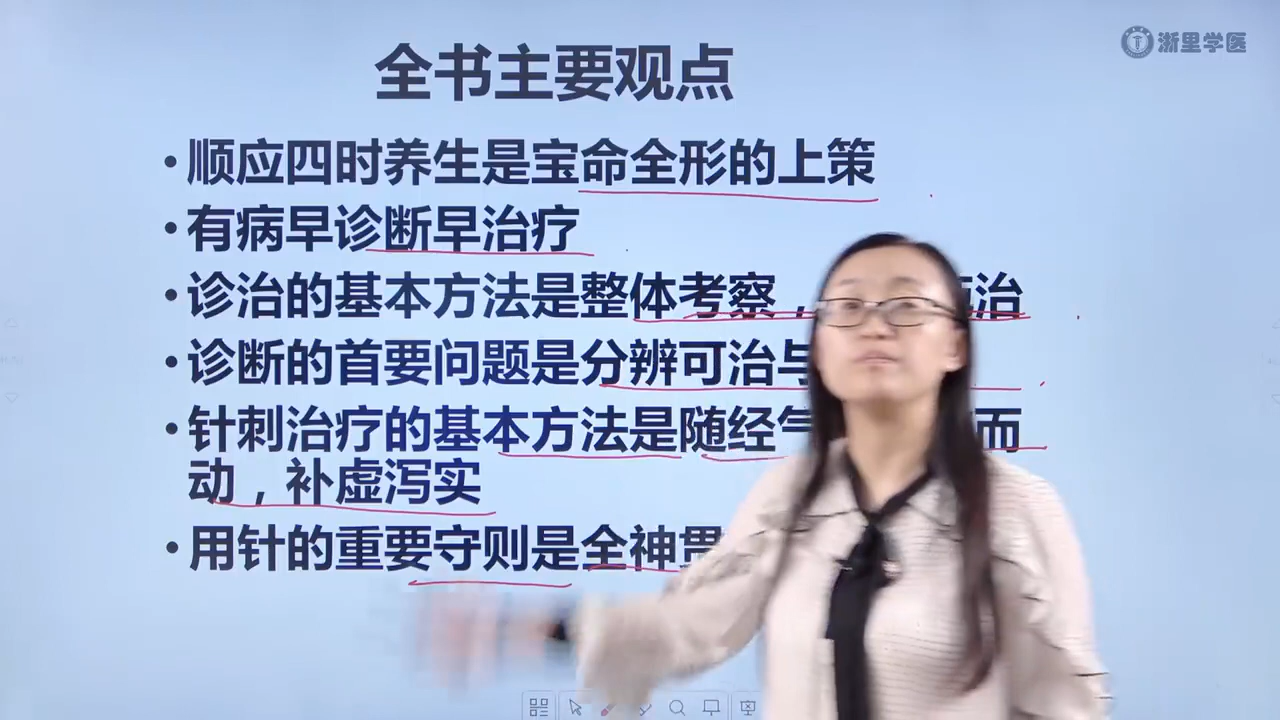 浙里学医
全书主要观点
•顺应四时养生是宝命全形的上策
•有病早诊断早治疗
•诊治的基本方法是整体考察，治
•诊断的首要问题是分辨可治与
•针刺治疗的基本方法是随经气而
动，补虚泻实
•用针的重要守则是全神贯